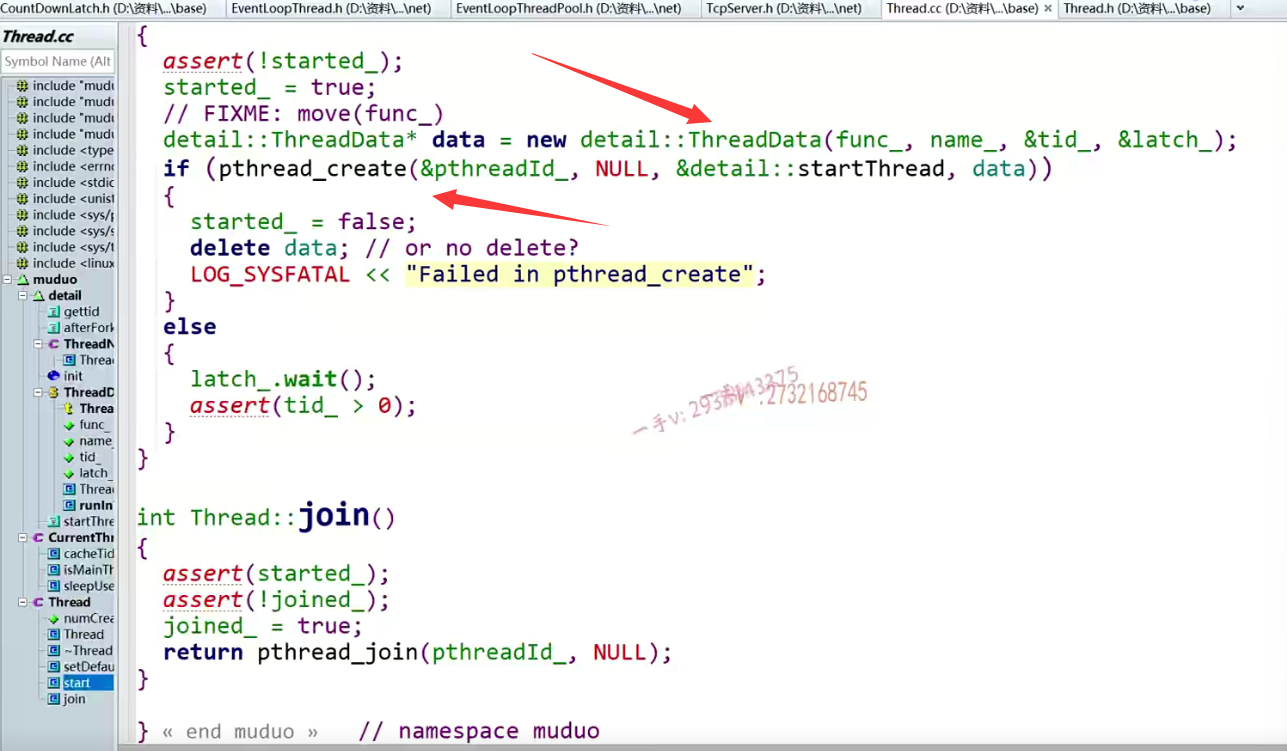 CountDownLatch.h (D:\资料\...\base)
EventLoopThread.h (D:\资料\...\net)
EventLoopThreadPool.h (D:\资料\...\net)
TcpServer.h (D:\资料\...\net)
Thread.cc (D:\资料\...\base) ×
Thread.h (D:\资料\...\base)
Thread.cc
Symbol Name (Alt
include "mudu
include "mudu
include "mudu
include "mudu
include <type
include <errno
include <stdic
include <unist
include <sys/p
include <sys/s
include <sys/t
include <linux
muduo
detail
gettid
afterFork
ThreadN
Threa
init
ThreadD
Threa
func_
name_
tid_
latch_
Threa
runIn
startThre
CurrentThr
cacheTid
isMainTh
sleepUse
Thread
numCrea
Thread
~Thread
setDefau
start
join
{
assert(!started_);
started_ = true;
// FIXME: move(func_)
detail::ThreadData* data = new detail::ThreadData(func_, name_, &tid_, &latch_);
if (pthread_create(&pthreadId_, NULL, &detail::startThread, data))
{
started_ = false;
delete data; // or no delete?
LOG_SYSFATAL << "Failed in pthread_create";
}
else
{
latch_.wait();
assert(tid_ > 0);
}
}
int Thread::join()
{
assert(started_);
assert(!joined_);
joined_ = true;
return pthread_join(pthreadId_, NULL);
}
} « end muduo » // namespace muduo
2732168745